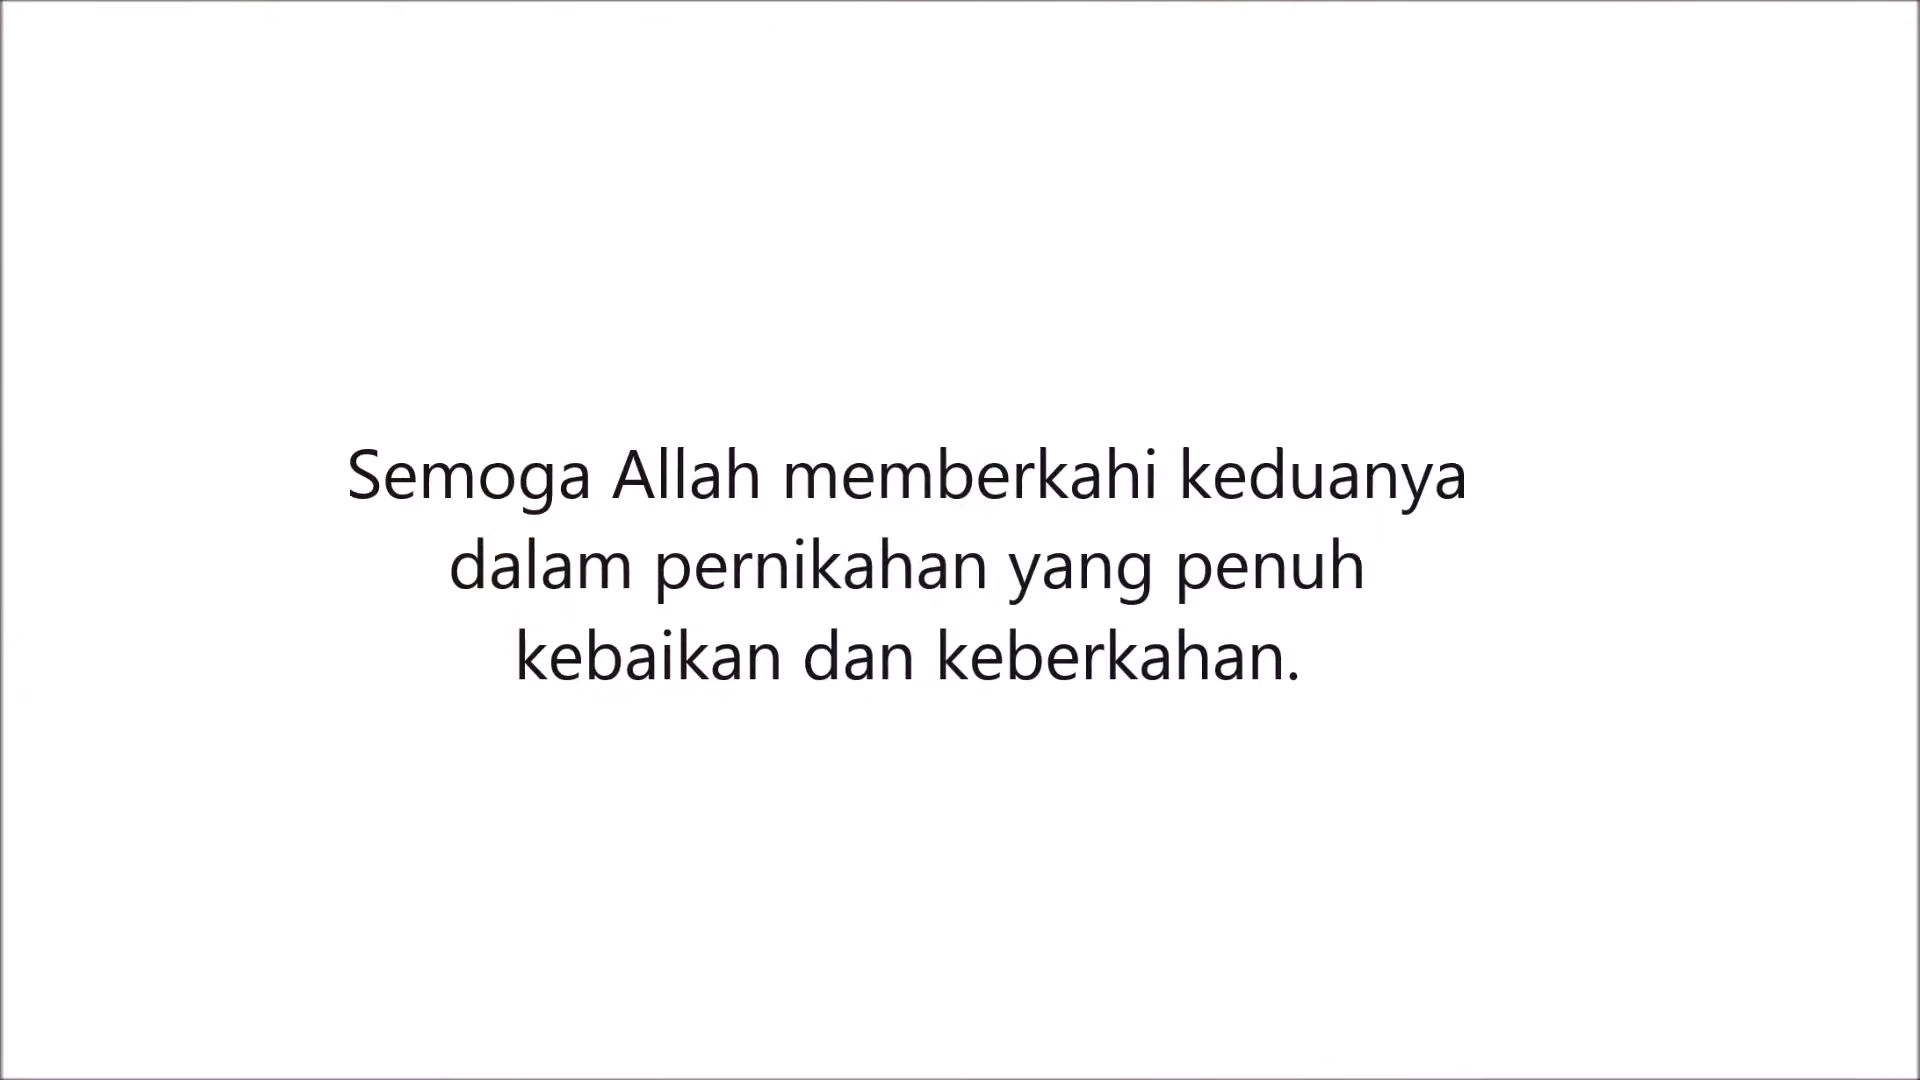 Semoga Allah memberkahi keduanya
dalam pernikahan yang penuh
kebaikan dan keberkahan.